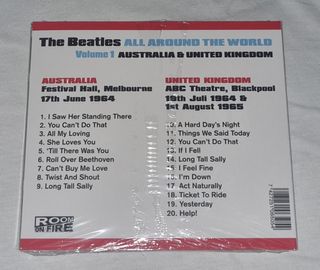 The Beatles ALL AROUND THE WORLD
Volume 1 AUSTRALIA & UNITED KINGDOM
AUSTRALIA
Festival Hall, Melbourne
17th June 1964
1. I Saw Her Standing There
2. You Can't Do That
3. All My Loving
4. She Loves You
5. 'Till There Was You
6. Roll Over Beethoven
7. Can't Buy Me Love
8. Twist And Shout
9. Long Tall Sally
UNITED KINGDOM
ABC Theatre, Blackpool
19th Juli 1964 &
1st August 1965
10. A Hard Day's Night
11. Things We Said Today
12. You Can't Do That
13. If I Fell
14. Long Tall Sally
15. I Feel Fine
16. I'm Down
17. Act Naturally
18. Ticket To Ride
19. Yesterday
20. Help!
ROOM
ON FIRE